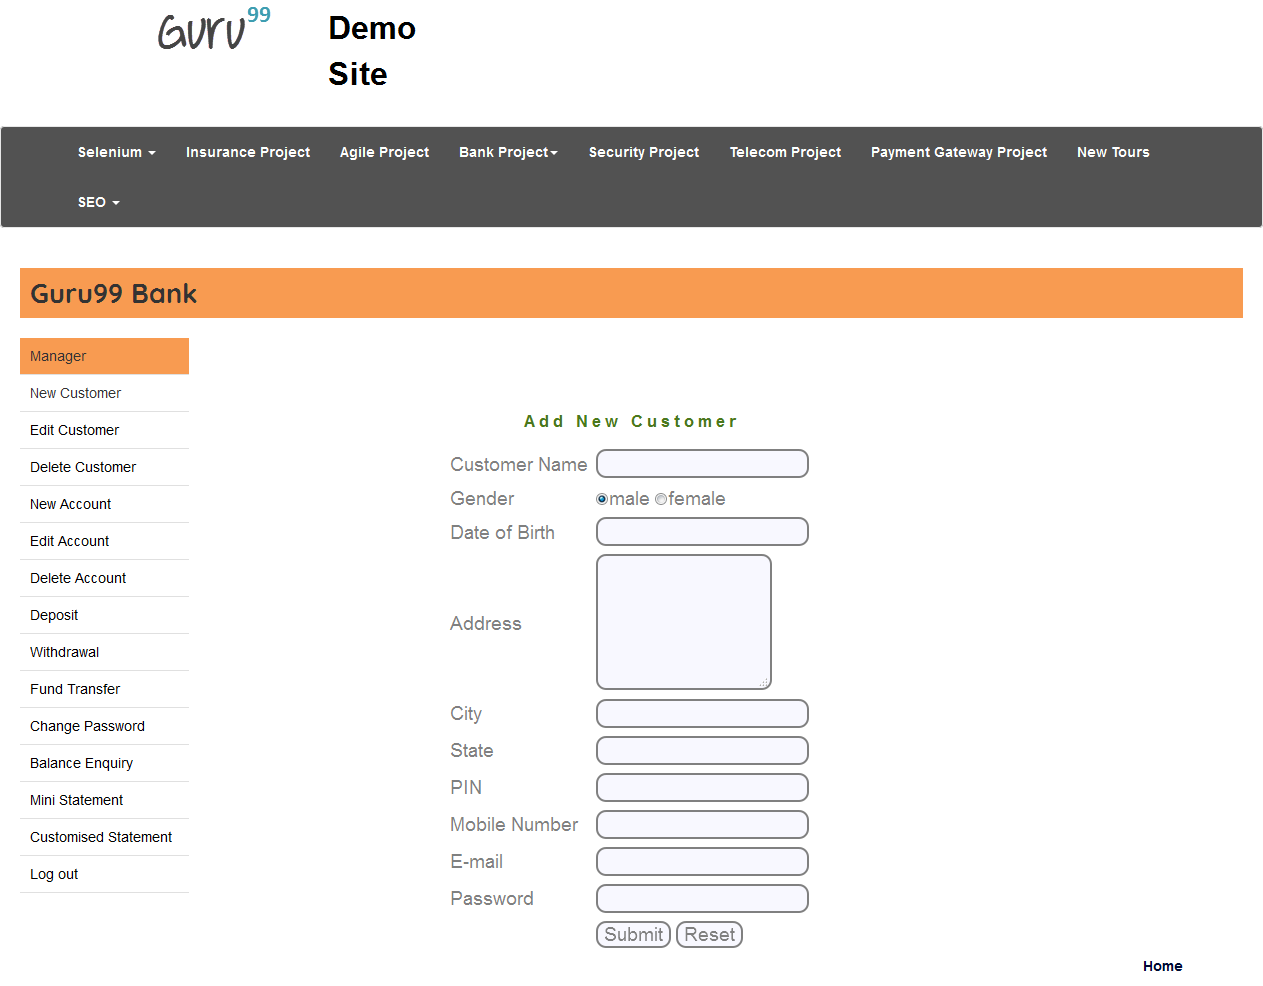 Guru99
Demo
Site
Selenium Insurance Project Agile Project Bank Project Security Project Telecom Project Payment Gateway Project New Tours
SEO
Guru99 Bank
Manager
New Customer
Edit Customer
Delete Customer
New Account
Edit Account
Delete Account
Deposit
Withdrawal
Fund Transfer
Change Password
Balance Enquiry
Mini Statement
Customised Statement
Log out
Add New Customer
Customer Name
Gender male female
Date of Birth
Address
City
State
PIN
Mobile Number
E-mail
Password
Submit Reset
Home